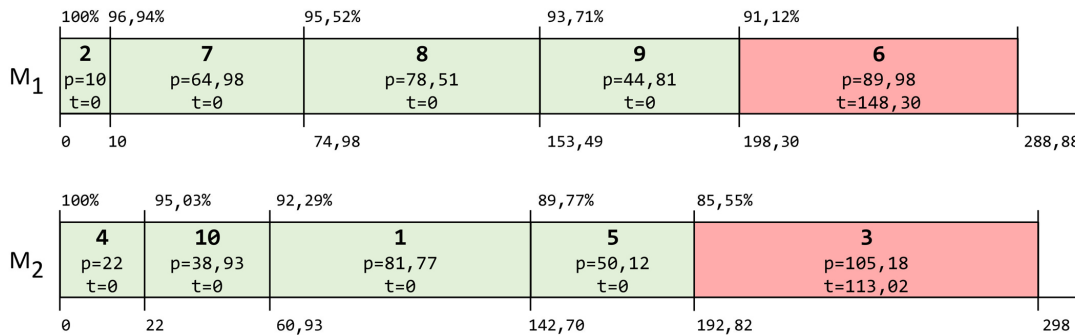 100% 96,94% 95,52% 93,71% 91,12%
M1
2 7 8 9 6
p=10 p=64,98 p=78,51 p=44,81 p=89,98
t=0 t=0 t=0 t=0 t=148,30
0 10 74,98 153,49 198,30 288,88
100% 95,03% 92,29% 89,77% 85,55%
M2
4 10 1 5 3
p=22 p=38,93 p=81,77 p=50,12 p=105,18
t=0 t=0 t=0 t=0 t=113,02
0 22 60,93 142,70 192,82 298